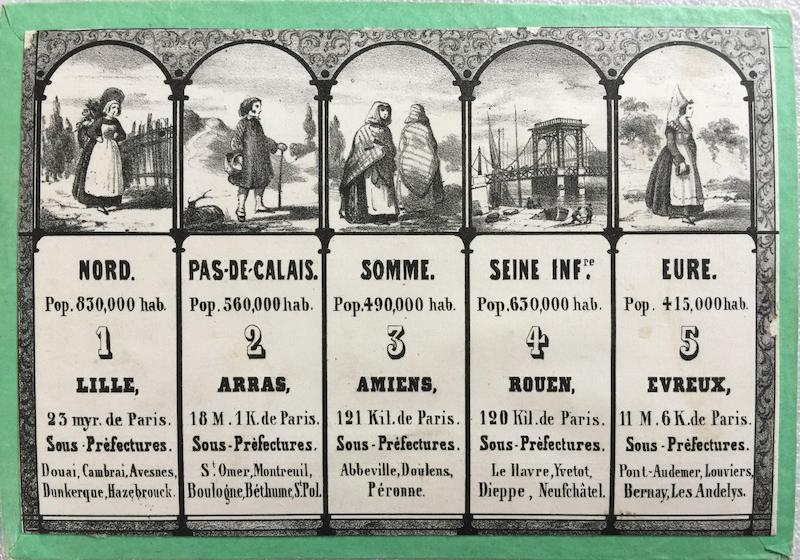 NORD.
Pop. 830,000 hab.
1
LILLE,
23 myr. de Paris.
Sous-Préfectures.
Douai, Cambrai, Avesnes,
Dunkerque, Hazebrouck.
PAS-DE-CALAIS.
Pop. 560,000 hab.
2
ARRAS,
18 M. 1 K. de Paris.
Sous-Préfectures.
St. Omer, Montreuil,
Boulogne, Béthume, St. Pol.
SOMME.
Pop. 490,000 hab.
3
AMIENS,
121 Kil. de Paris.
Sous-Préfectures.
Abbeville, Doulens,
Péronne.
SEINE INFre.
Pop. 630,000 hab.
4
ROUEN,
120 Kil. de Paris.
Sous-Préfectures.
Le Havre, Yvetot,
Dieppe, Neufchâtel.
EURE.
Pop. 415,000 hab.
5
EVREUX,
11 M. 6 K. de Paris.
Sous-Préfectures.
Pont-Audemer, Louviers,
Bernay, Les Andelys.